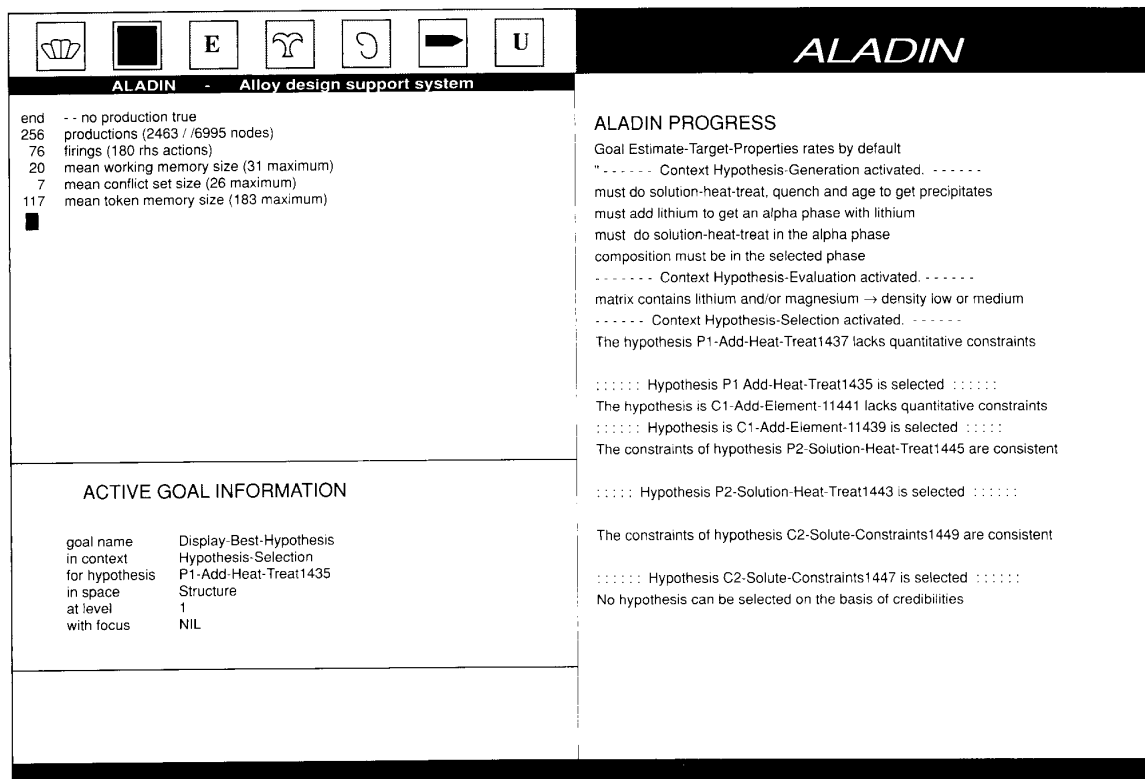 E
U
ALADIN
ALADIN - Alloy design support system
end - - no production true
256 productions (2463 / /6995 nodes)
76 firings (180 rhs actions)
20 mean working memory size (31 maximum)
7 mean conflict set size (26 maximum)
117 mean token memory size (183 maximum)
ACTIVE GOAL INFORMATION
goal name Display-Best-Hypothesis
in context Hypothesis-Selection
for hypothesis P1-Add-Heat-Treat1435
in space Structure
at level 1
with focus NIL
ALADIN PROGRESS
Goal Estimate-Target-Properties rates by default
" - - - - - - Context Hypothesis-Generation activated. - - - - - -
must do solution-heat-treat, quench and age to get precipitates
must add lithium to get an alpha phase with lithium
must do solution-heat-treat in the alpha phase
composition must be in the selected phase
- - - - - - - Context Hypothesis-Evaluation activated. - - - - - -
matrix contains lithium and/or magnesium → density low or medium
- - - - - - Context Hypothesis-Selection activated. - - - - - -
The hypothesis P1-Add-Heat-Treat1437 lacks quantitative constraints
: : : : : : Hypothesis P1 Add-Heat-Treat1435 is selected : : : : : :
The hypothesis is C1-Add-Element-11441 lacks quantitative constraints
: : : : : : Hypothesis is C1-Add-Element-11439 is selected : : : : :
The constraints of hypothesis P2-Solution-Heat-Treat1445 are consistent
: : : : : Hypothesis P2-Solution-Heat-Treat1443 is selected : : : : : :
The constraints of hypothesis C2-Solute-Constraints1449 are consistent
: : : : : : Hypothesis C2-Solute-Constraints1447 is selected : : : : : :
No hypothesis can be selected on the basis of credibilities